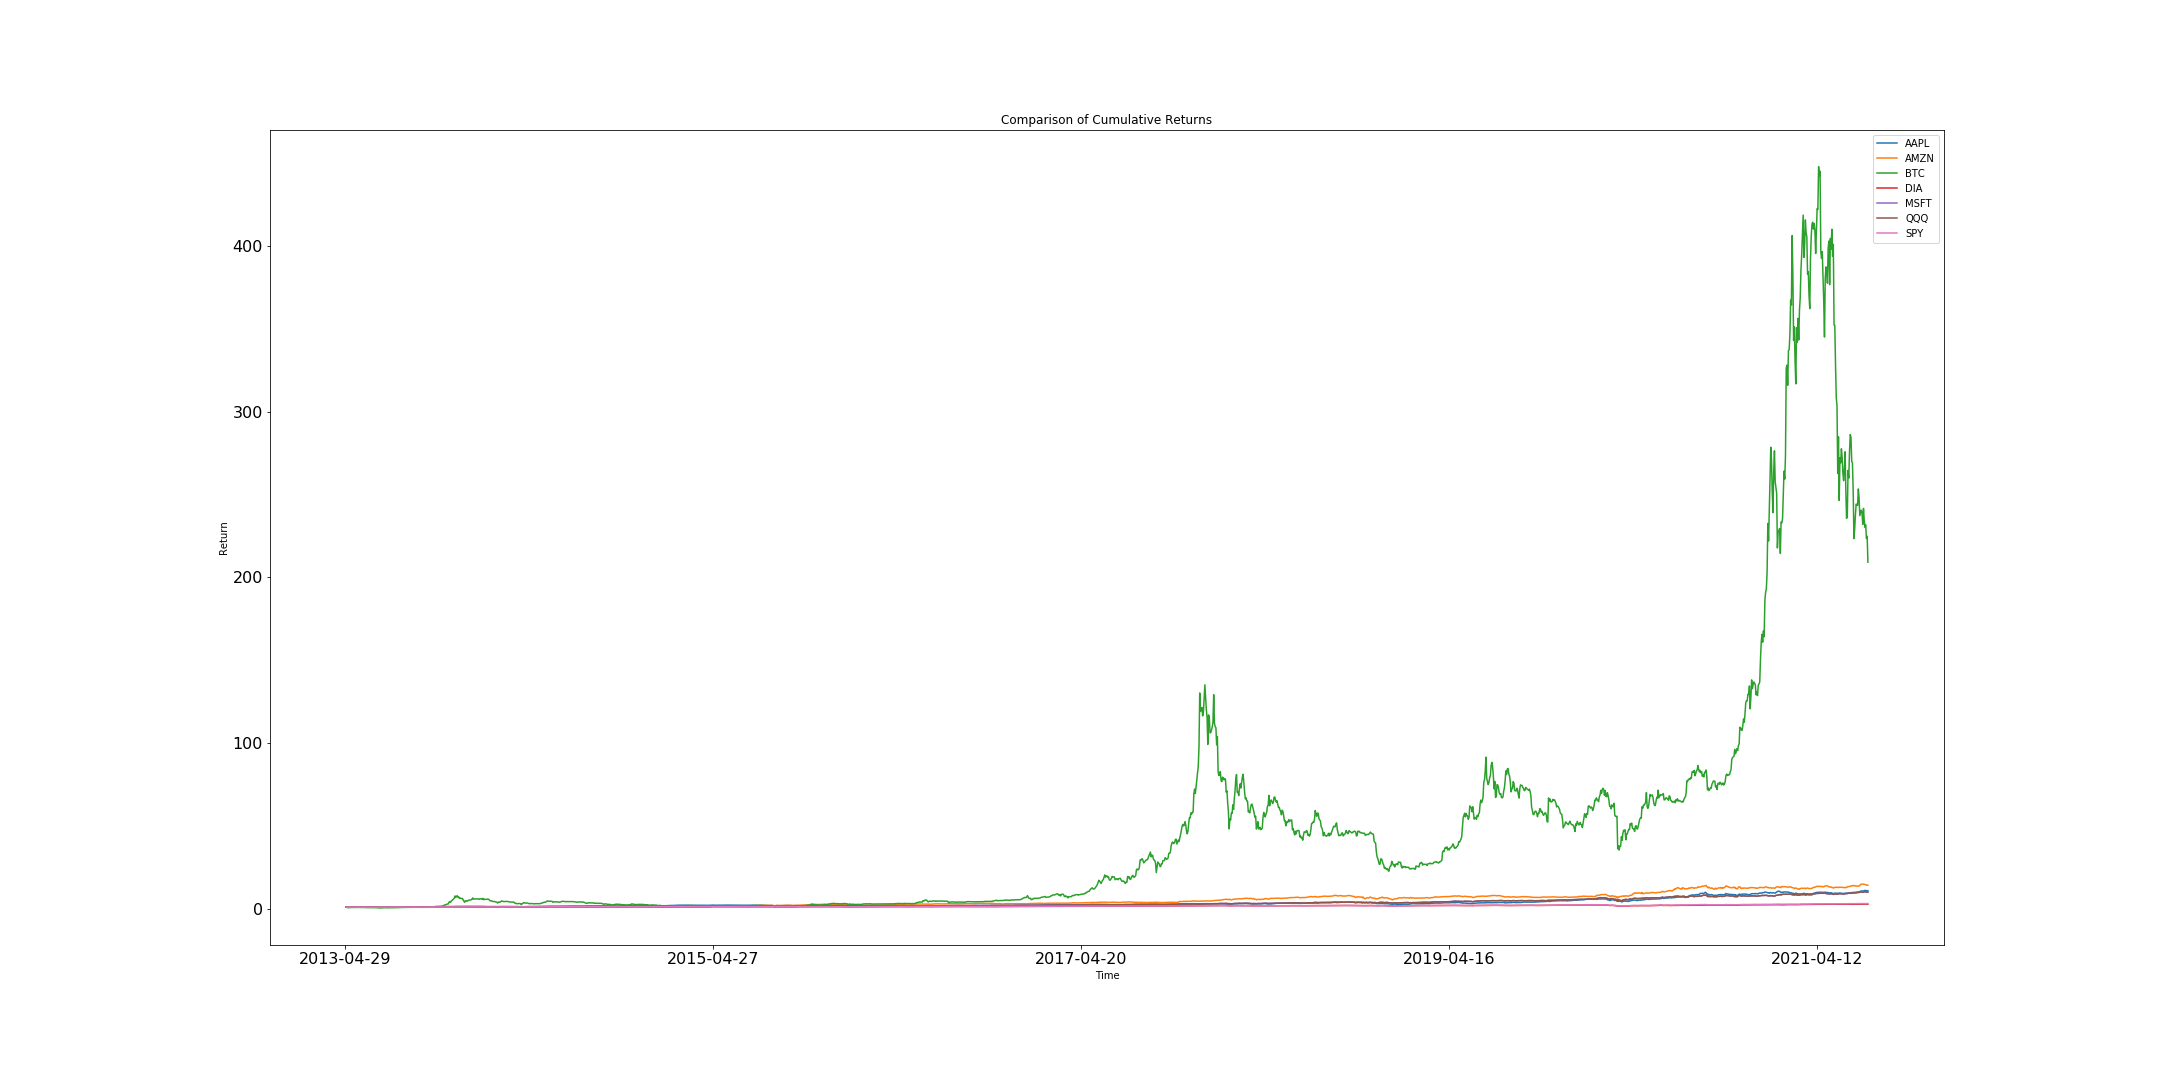 Comparison of Cumulative Returns
AAPL
AMZN
BTC
DIA
MSFT
QQQ
SPY
400
300
200
100
0
Return
2013-04-29
2015-04-27
2017-04-20
2019-04-16
2021-04-12
Time